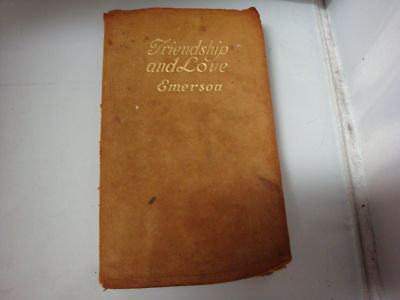 Friendship
and Love
Emerson